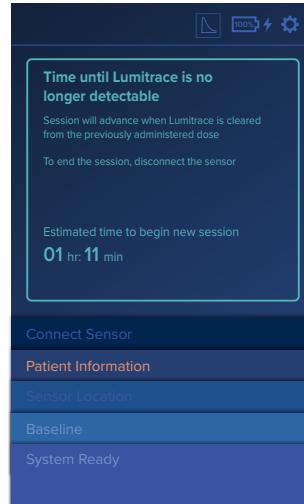 100%
Time until Lumitrace is no
longer detectable
Session will advance when Lumitrace is cleared
from the previously administered dose
To end the session, disconnect the sensor
Estimated time to begin new session
01 hr: 11 min
Connect Sensor
Patient Information
Sensor Location
Baseline
System Ready